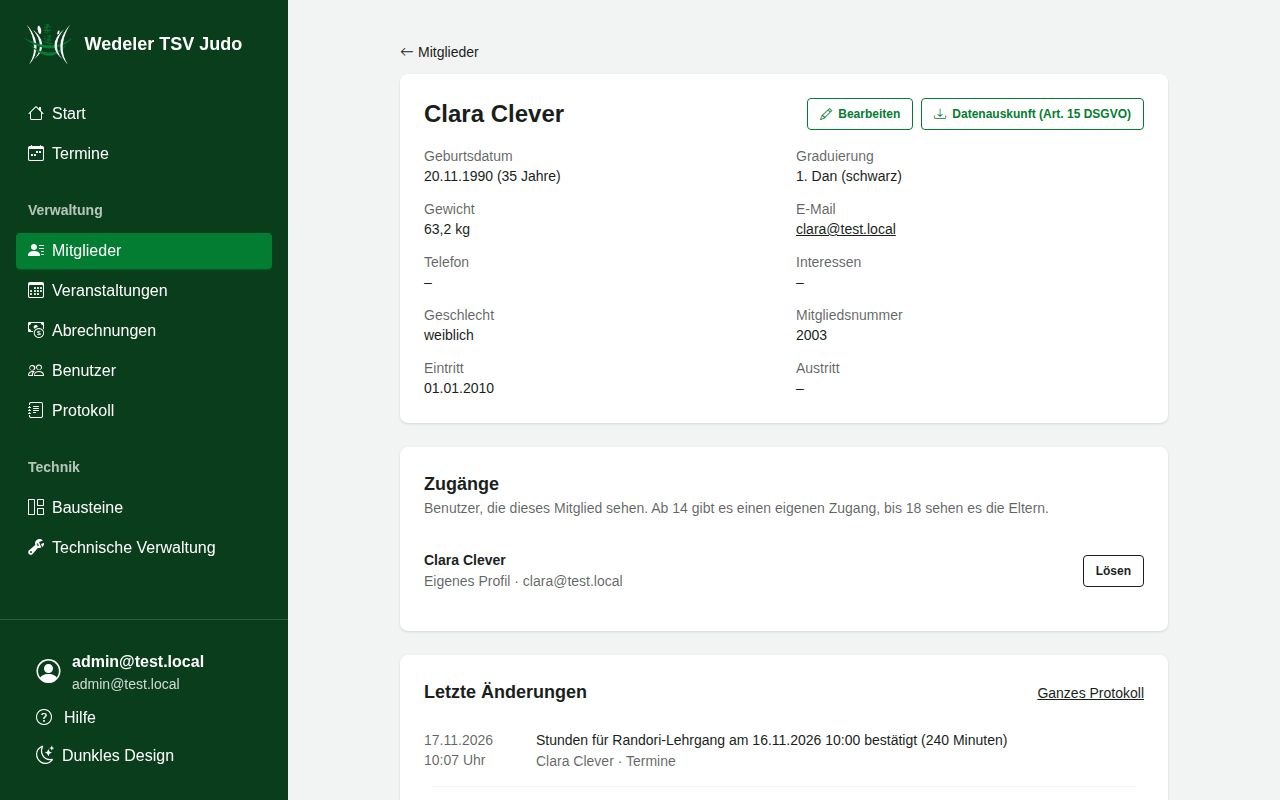 Wedeler TSV Judo
Start
Termine
Verwaltung
Mitglieder
Veranstaltungen
Abrechnungen
Benutzer
Protokoll
Technik
Bausteine
Technische Verwaltung
admin@test.local
admin@test.local
Hilfe
Dunkles Design
← Mitglieder
Clara Clever
Bearbeiten
Datenauskunft (Art. 15 DSGVO)
Geburtsdatum
20.11.1990 (35 Jahre)
Graduierung
1. Dan (schwarz)
Gewicht
63,2 kg
E-Mail
clara@test.local
Telefon
–
Interessen
–
Geschlecht
weiblich
Mitgliedsnummer
2003
Eintritt
01.01.2010
Austritt
–
Zugänge
Benutzer, die dieses Mitglied sehen. Ab 14 gibt es einen eigenen Zugang, bis 18 sehen es die Eltern.
Clara Clever
Eigenes Profil · clara@test.local
Lösen
Letzte Änderungen
Ganzes Protokoll
17.11.2026
10:07 Uhr
Stunden für Randori-Lehrgang am 16.11.2026 10:00 bestätigt (240 Minuten)
Clara Clever · Termine